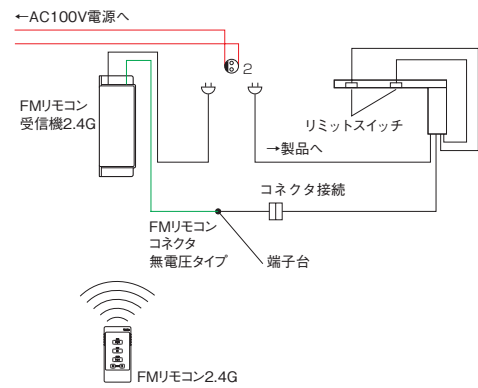 ←AC100V電源へ
2
FMリモコン
受信機2.4G
リミットスイッチ
→製品へ
コネクタ接続
FMリモコン
コネクタ
無電圧タイプ
端子台
FMリモコン2.4G